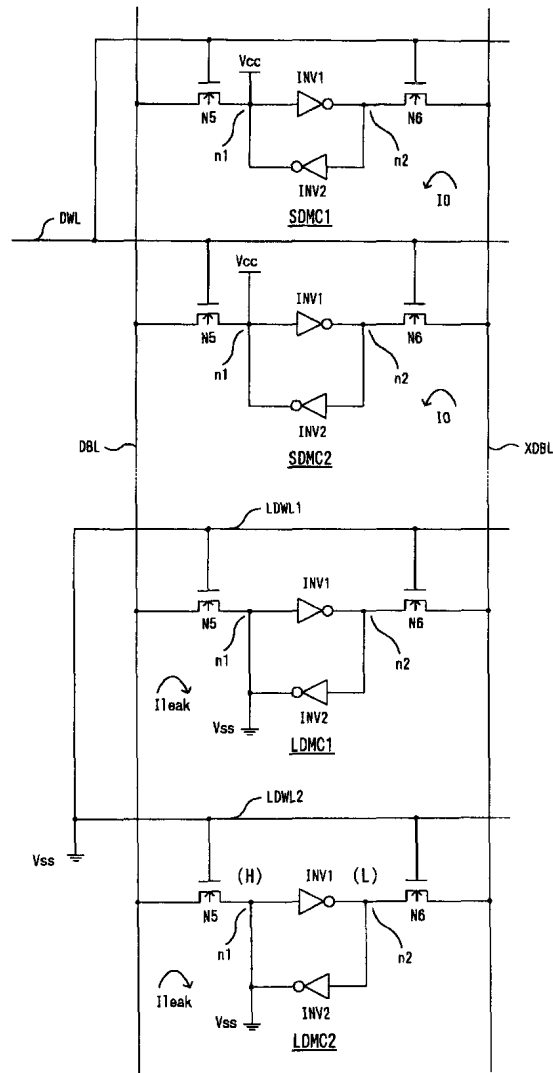 Vcc
INV1
N5
N6
n1
n2
INV2
I0
SDMC1
DWL
Vcc
INV1
N5
N6
n1
n2
INV2
I0
DBL
XDBL
SDMC2
LDWL1
INV1
N5
N6
n1
n2
Ileak
INV2
Vss
LDMC1
LDWL2
Vss
(H)
INV1
(L)
N5
N6
n1
n2
Ileak
INV2
Vss
LDMC2